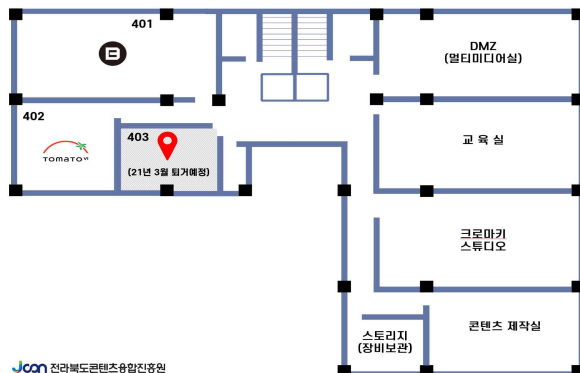 401
DMZ
(멀티미디어실)
402
TOMATO
403
(21년 3월 퇴거예정)
교 육 실
크로마키
스튜디오
스토리지
(장비보관)
콘텐츠 제작실
Jcon 전라북도콘텐츠융합진흥원